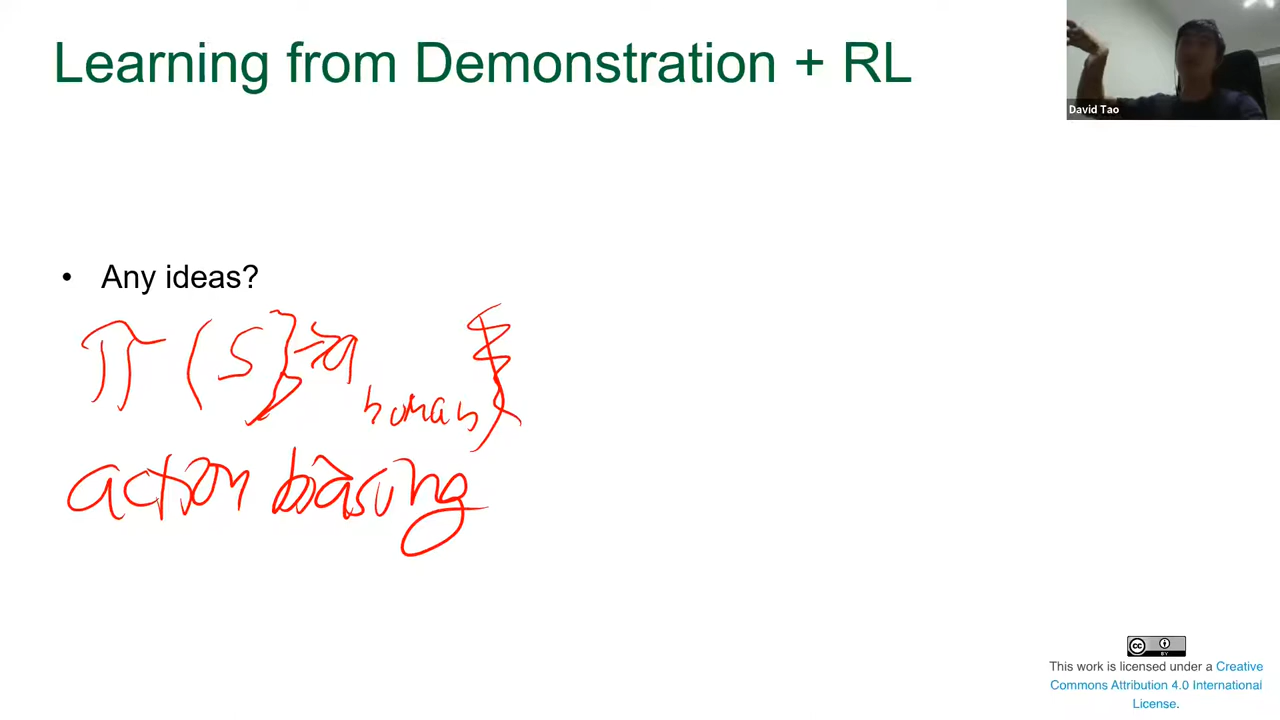 Learning from Demonstration + RL
David Tao
• Any ideas?
π(S)→a
human
action biasing
This work is licensed under a Creative
Commons Attribution 4.0 International
License.